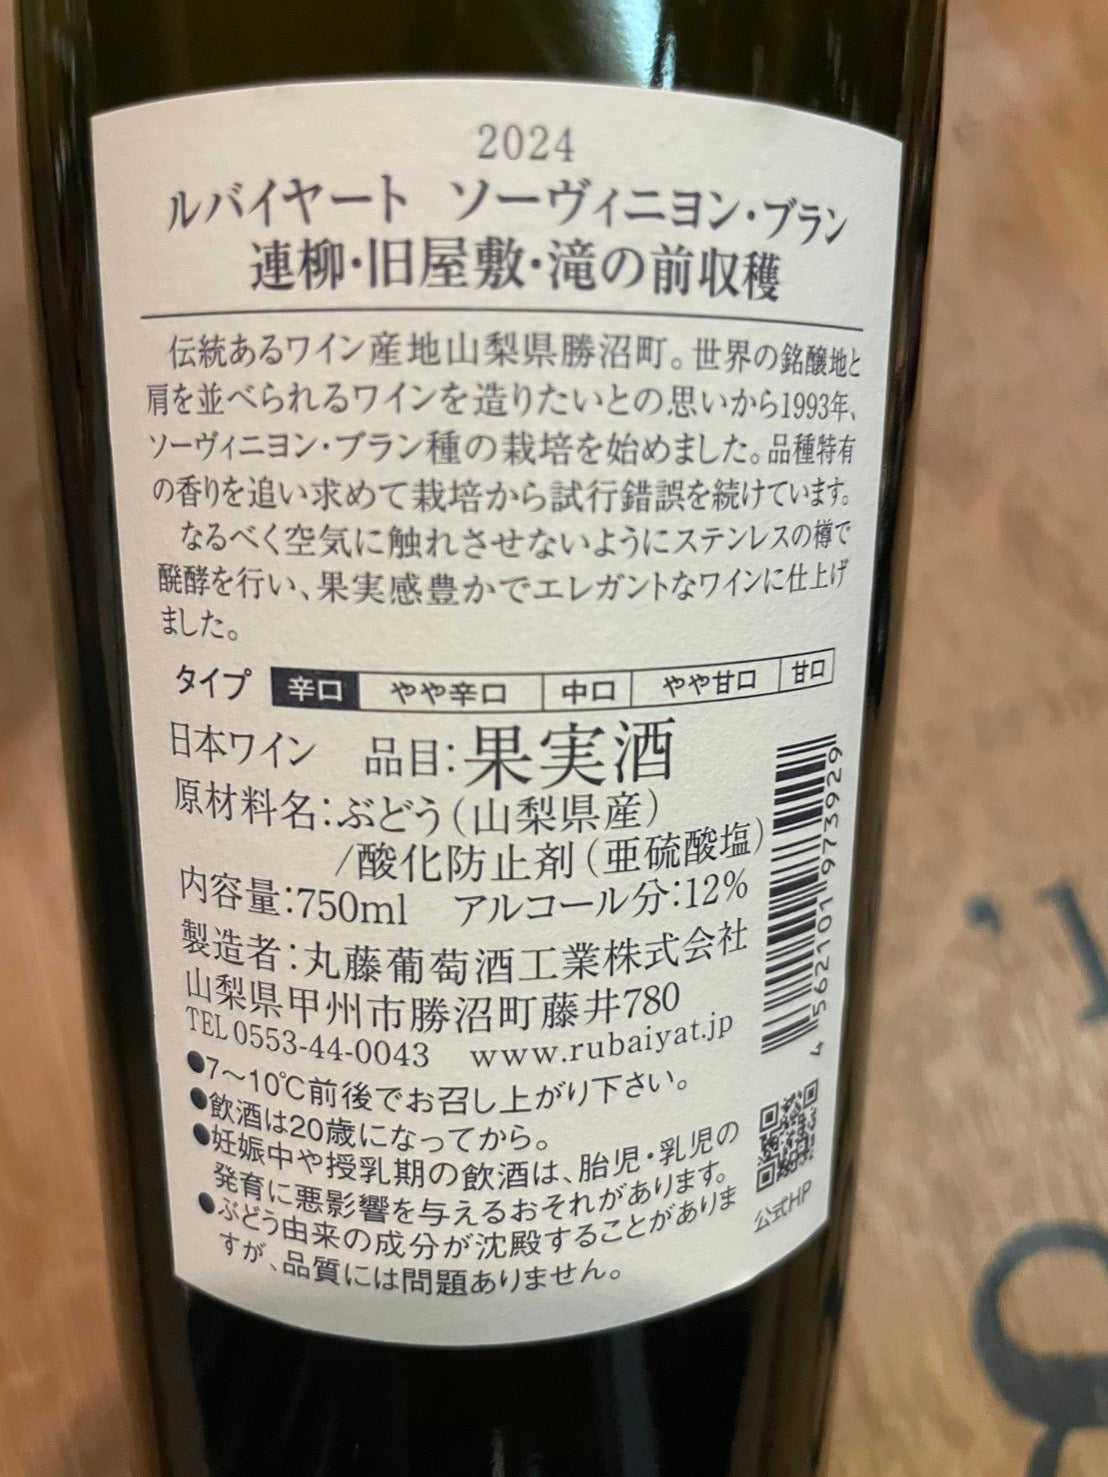 2024
ルバイヤート ソーヴィニヨン・ブラン
連柳・旧屋敷・滝の前収穫
伝統あるワイン産地山梨県勝沼町。世界の銘醸地と
肩を並べられるワインを造りたいとの思いから1993年、
ソーヴィニヨン・ブラン種の栽培を始めました。品種特有
の香りを追い求めて栽培から試行錯誤を続けています。
なるべく空気に触れさせないようにステンレスの樽で
醗酵を行い、果実感豊かでエレガントなワインに仕上げ
ました。
タイプ 辛口 やや辛口 中口 やや甘口 甘口
日本ワイン 品目：果実酒
原材料名：ぶどう（山梨県産）
/酸化防止剤（亜硫酸塩）
内容量：750ml アルコール分：12%
製造者：丸藤葡萄酒工業株式会社
山梨県甲州市勝沼町藤井780
TEL 0553-44-0043 www.rubaiyat.jp
●7～10℃前後でお召し上がり下さい。
●飲酒は20歳になってから。
●妊娠中や授乳期の飲酒は、胎児・乳児の
発育に悪影響を与えるおそれがあります。
●ぶどう由来の成分が沈殿することがありま
すが、品質には問題ありません。
4 562101 973929
公式HP